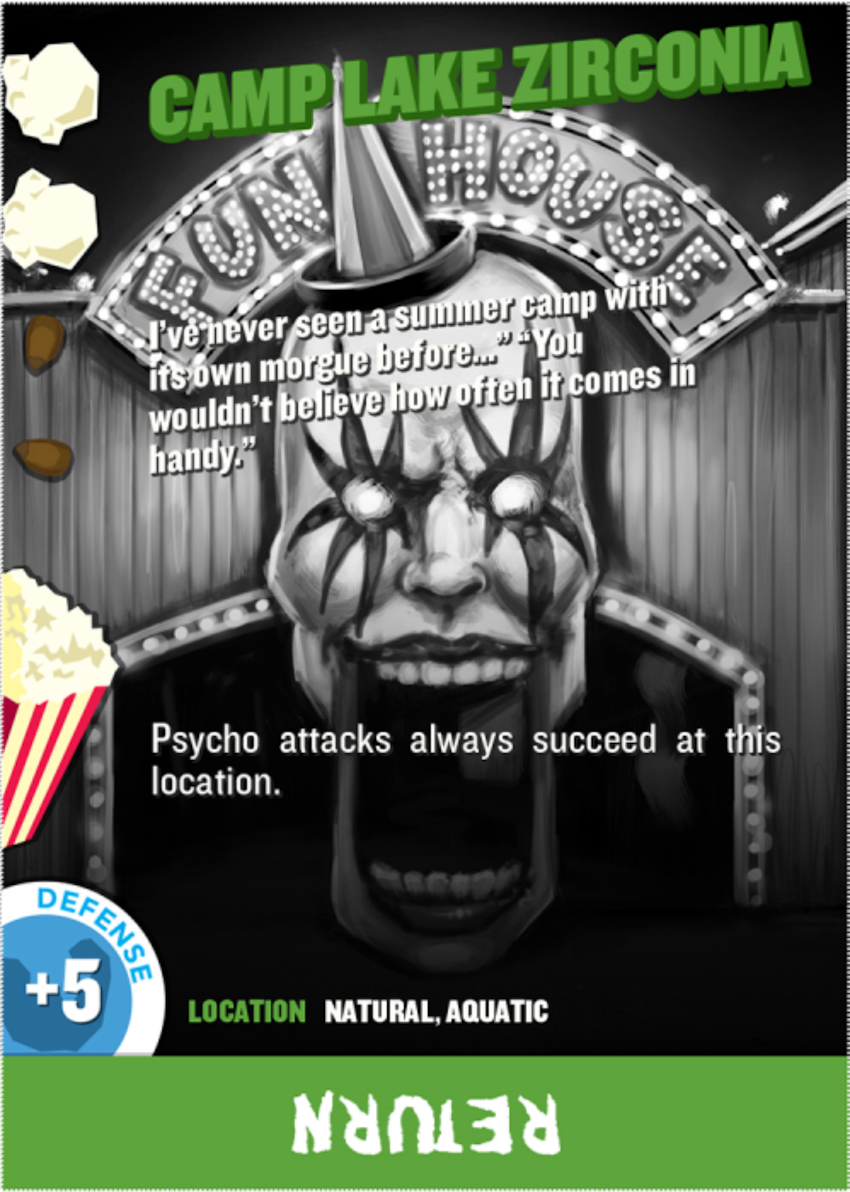 CAMP LAKE ZIRCONIA
FUN HOUSE
I've never seen a summer camp with
its own morgue before..." "You
wouldn't believe how often it comes in
handy."
Psycho attacks always succeed at this
location.
DEFENSE
+5
LOCATION NATURAL, AQUATIC
RETURN